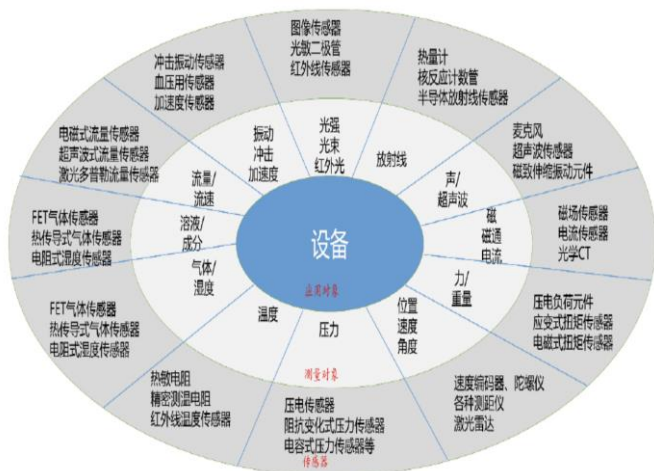 图像传感器
光敏二极管
红外线传感器
热量计
核反应计数管
半导体放射线传感器
麦克风
超声波传感器
磁致伸缩振动元件
磁场传感器
电流传感器
光学CT
压电负荷元件
应变式扭矩传感器
电磁式扭矩传感器
速度编码器、陀螺仪
各种测距仪
激光雷达
压电传感器
阻抗变化式压力传感器
电容式压力传感器等
传感器
热敏电阻
精密测温电阻
红外线温度传感器
FET气体传感器
热传导式气体传感器
电阻式湿度传感器
FET气体传感器
热传导式气体传感器
电阻式湿度传感器
电磁式流量传感器
超声波式流量传感器
激光多普勒流量传感器
冲击振动传感器
血压用传感器
加速度传感器
光强
光束
红外光
放射线
声/
超声波
磁
磁通
电流
力/
重量
位置
速度
角度
压力
测量对象
温度
气体/
湿度
溶液/
成分
流量/
流速
振动
冲击
加速度
设备
应用对象